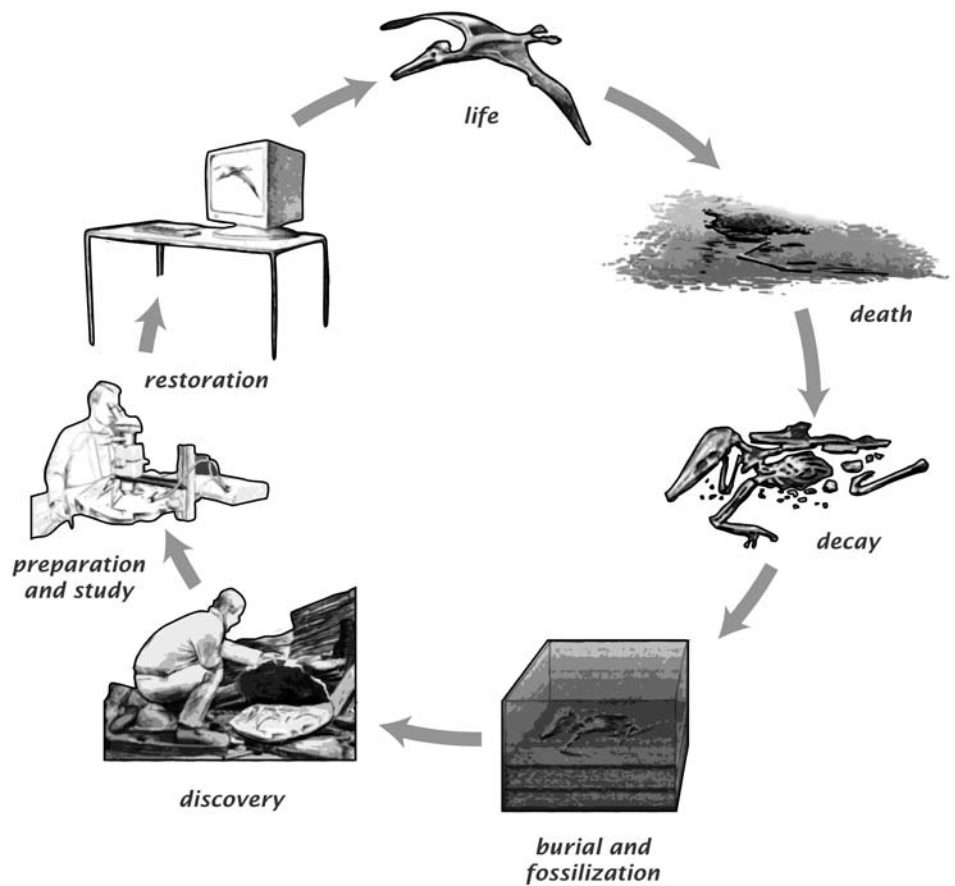 life
death
decay
burial and
fossilization
discovery
preparation
and study
restoration